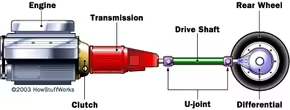 Engine
Transmission
Rear Wheel
Drive Shaft
©2003 HowStuffWorks
Clutch
U-joint
Differential